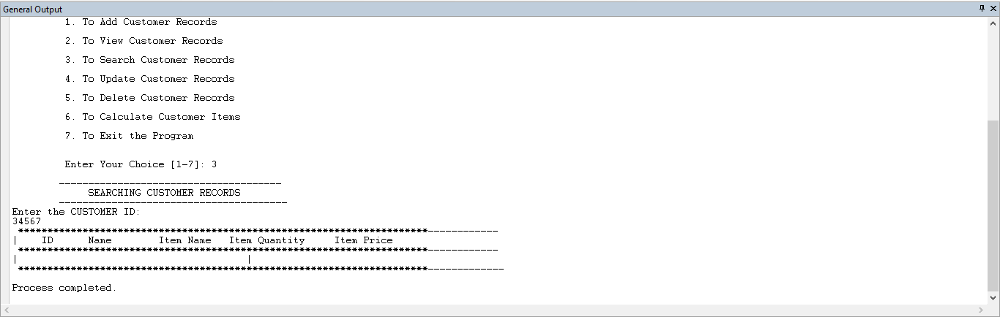 General Output
1. To Add Customer Records
2. To View Customer Records
3. To Search Customer Records
4. To Update Customer Records
5. To Delete Customer Records
6. To Calculate Customer Items
7. To Exit the Program
Enter Your Choice [1-7]: 3
--------------------------------------
SEARCHING CUSTOMER RECORDS
---------------------------------------
Enter the CUSTOMER ID:
34567
**********************************************************************------------
| ID Name Item Name Item Quantity Item Price
**********************************************************************------------
| |
**********************************************************************-------------
Process completed.